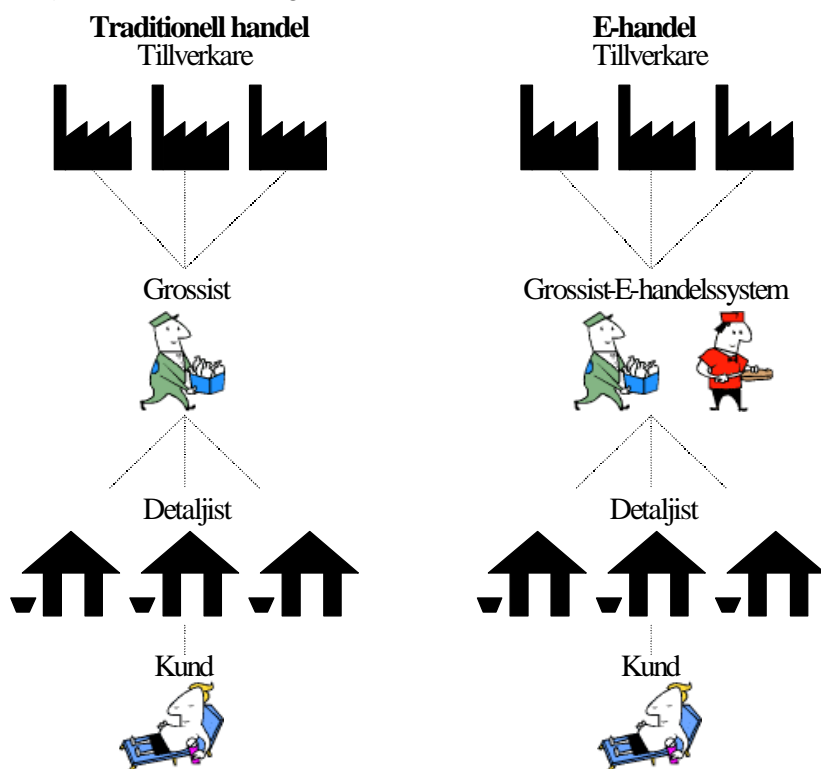 Traditionell handel
Tillverkare
Grossist
Detaljist
Kund
E-handel
Tillverkare
Grossist-E-handelssystem
Detaljist
Kund